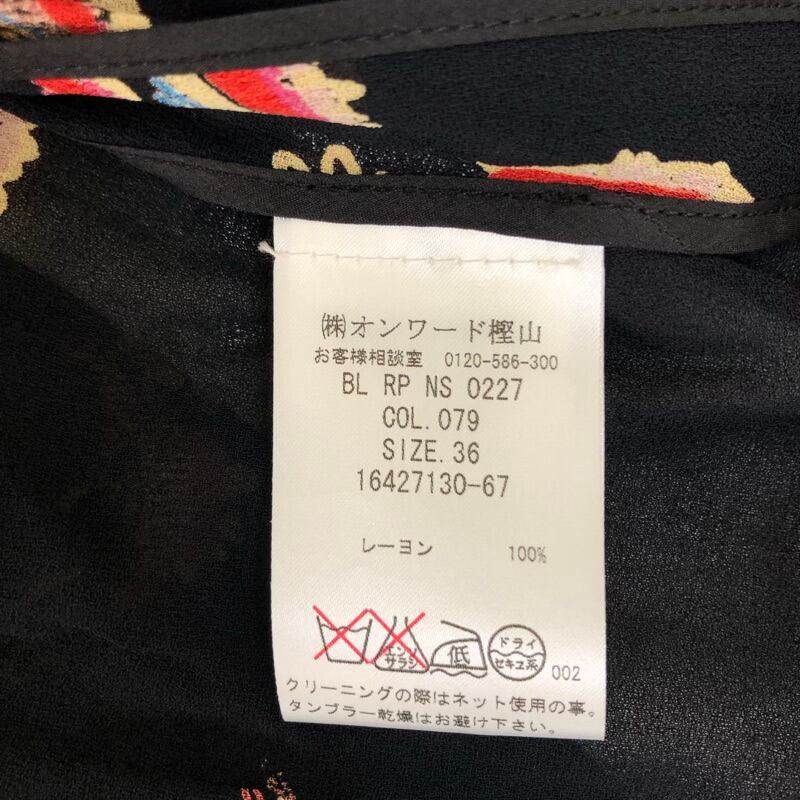 ㈱オンワード樫山
お客様相談室 0120-586-300
BL RP NS 0227
COL.079
SIZE.36
16427130-67
レーヨン 100%
エンソ
サラシ
低
ドライ
セキユ系
002
クリーニングの際はネット使用の事。
タンブラー乾燥はお避け下さい。